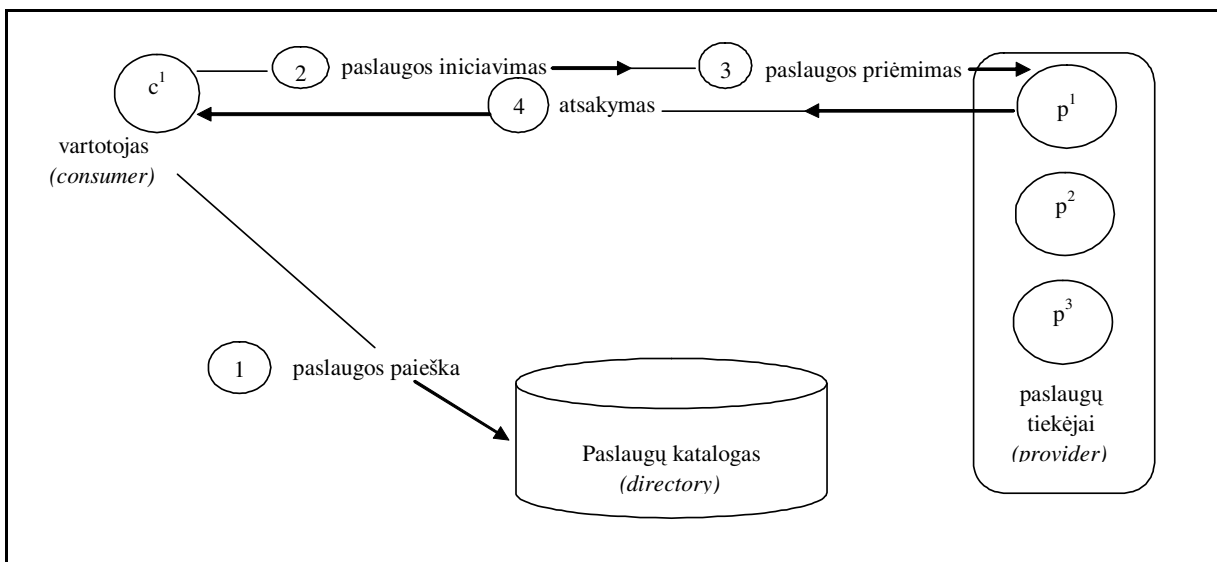 c1
2 paslaugos iniciavimas
3 paslaugos priėmimas
4 atsakymas
p1
vartotojas
(consumer)
p2
p3
1 paslaugos paieška
paslaugų
tiekėjai
(provider)
Paslaugų katalogas
(directory)